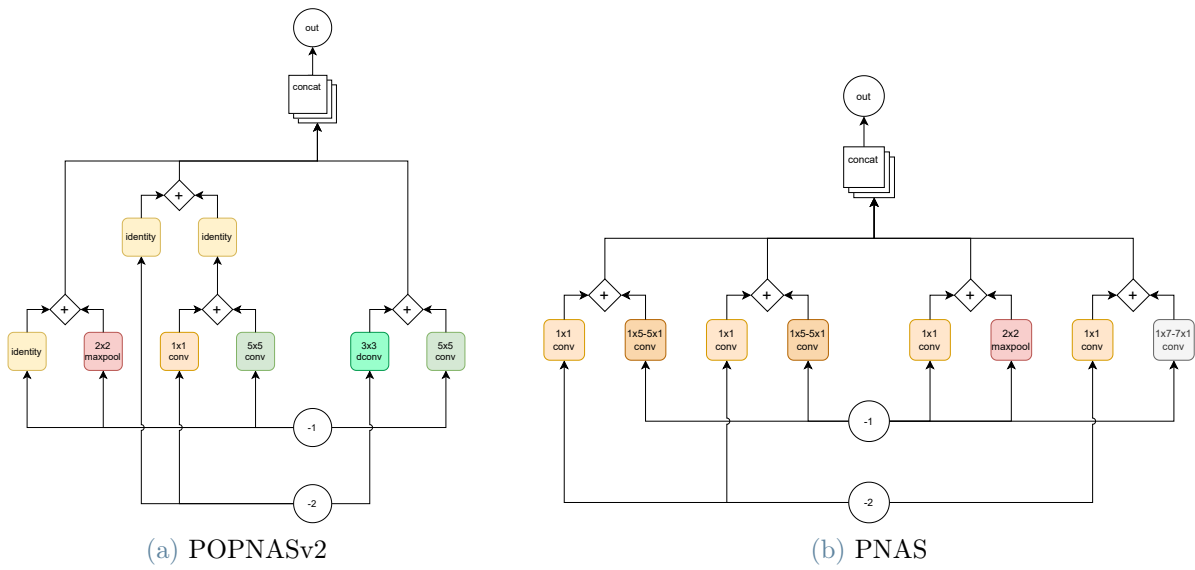 out
concat
+
identity
identity
+
+
+
identity
2x2
maxpool
1x1
conv
5x5
conv
3x3
dconv
5x5
conv
-1
-2
(a) POPNASv2
out
concat
+
+
+
+
1x1
conv
1x5-5x1
conv
1x1
conv
1x5-5x1
conv
1x1
conv
2x2
maxpool
1x1
conv
1x7-7x1
conv
-1
-2
(b) PNAS